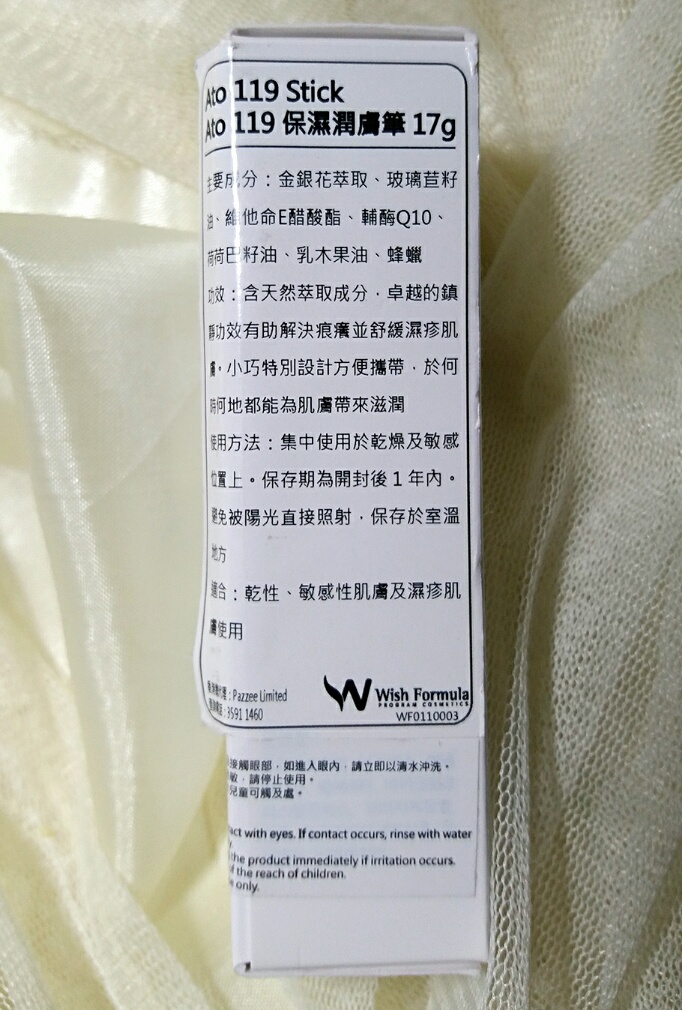 Ato 119 Stick
Ato 119 保濕潤膚筆 17g
主要成分：金銀花萃取、玻璃苣籽
油、維他命E醋酸酯、輔酶Q10、
荷荷巴籽油、乳木果油、蜂蠟
功效：含天然萃取成分，卓越的鎮
靜功效有助解決痕癢並舒緩濕疹肌
膚。小巧特別設計方便攜帶，於何
時何地都能為肌膚帶來滋潤
使用方法：集中使用於乾燥及敏感
位置上。保存期為開封後1年內。
避免被陽光直接照射，保存於室溫
地方
適合：乾性、敏感性肌膚及濕疹肌
膚使用
: Pazzee Limited
: 3591 1460
Wish Formula
PROGRAM COSMETICS
WF0110003
接觸眼部，如進入眼內，請立即以清水沖洗。
敏，請停止使用。
兒童可觸及處。
with eyes. If contact occurs, rinse with water
the product immediately if irritation occurs.
the reach of children.
only.